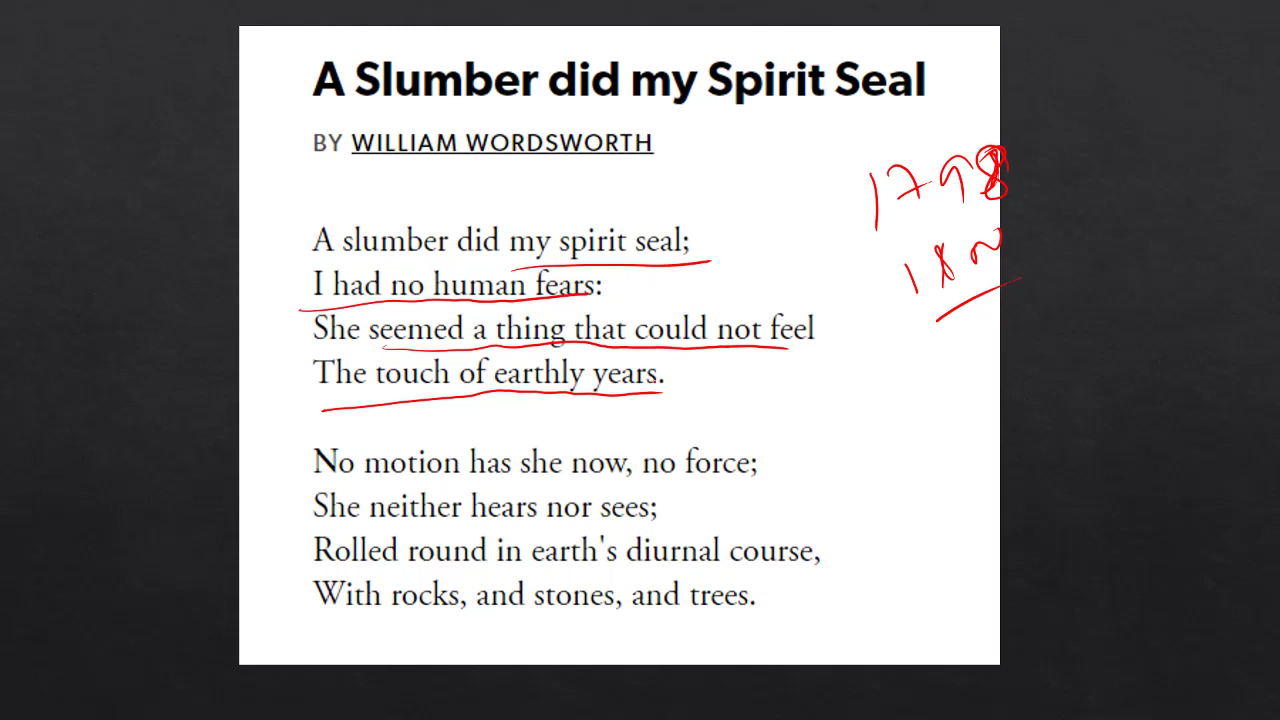 A Slumber did my Spirit Seal
BY WILLIAM WORDSWORTH
1798
A slumber did my spirit seal;
I had no human fears:
She seemed a thing that could not feel
The touch of earthly years.
No motion has she now, no force;
She neither hears nor sees;
Rolled round in earth's diurnal course,
With rocks, and stones, and trees.